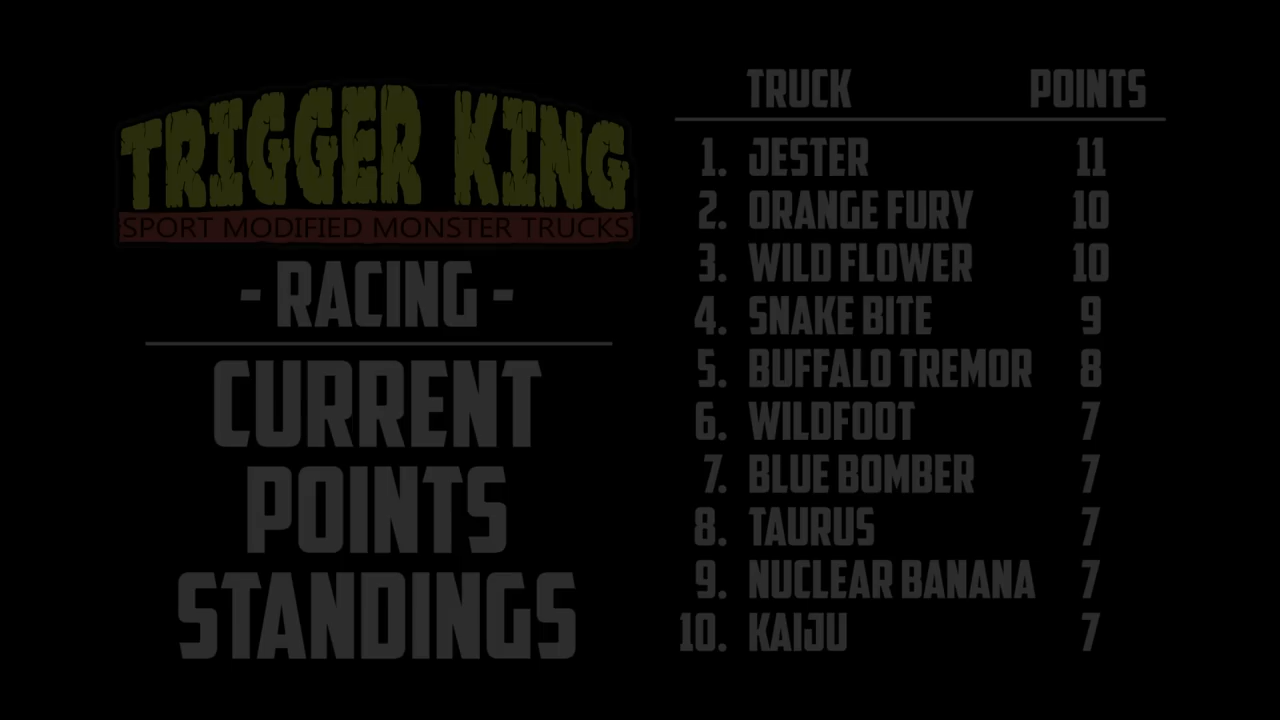 TRIGGER KING
SPORT MODIFIED MONSTER TRUCKS
- RACING -
CURRENT
POINTS
STANDINGS
TRUCK POINTS
1. JESTER 11
2. ORANGE FURY 10
3. WILD FLOWER 10
4. SNAKE BITE 9
5. BUFFALO TREMOR 8
6. WILDFOOT 7
7. BLUE BOMBER 7
8. TAURUS 7
9. NUCLEAR BANANA 7
10. KAIJU 7